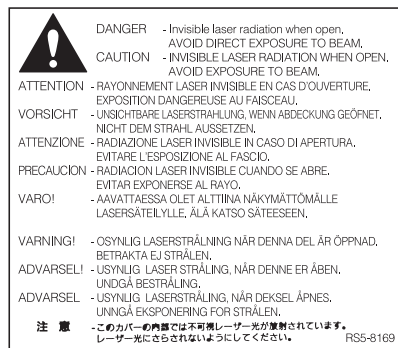 DANGER - Invisible laser radiation when open.
AVOID DIRECT EXPOSURE TO BEAM.
CAUTION - INVISIBLE LASER RADIATION WHEN OPEN.
AVOID EXPOSURE TO BEAM.
ATTENTION - RAYONNEMENT LASER INVISIBLE EN CAS D'OUVERTURE.
EXPOSITION DANGEREUSE AU FAISCEAU.
VORSICHT - UNSICHTBARE LASERSTRAHLUNG, WENN ABDECKUNG GEÖFNET.
NICHT DEM STRAHL AUSSETZEN.
ATTENZIONE - RADIAZIONE LASER INVISIBILE IN CASO DI APERTURA.
EVITARE L'ESPOSIZIONE AL FASCIO.
PRECAUCION - RADIACION LASER INVISIBLE CUANDO SE ABRE.
EVITAR EXPONERSE AL RAYO.
VARO! - AAVATTAESSA OLET ALTTIINA NÄKYMÄTTÖMÄLLE
LASERSÄTEILYLLE, ÄLÄ KATSO SÄTEESEEN.
VARNING! - OSYNLIG LASERSTRÅLNING NÄR DENNA DEL ÄR ÖPPNAD.
BETRAKTA EJ STRÅLEN.
ADVARSEL! - USYNLIG LASER STRÅLING, NÅR DENNE ER ÅBEN.
UNDGÅ BESTRÅLING.
ADVARSEL - USYNLIG LASERSTRÅLING, NÅR DEKSEL ÅPNES.
UNNGÅ EKSPONERING FOR STRÅLEN.
注 意 -このカバーの内部では不可視レーザー光が放射されています。
レーザー光にさらされないようにしてください。 RS5-8169